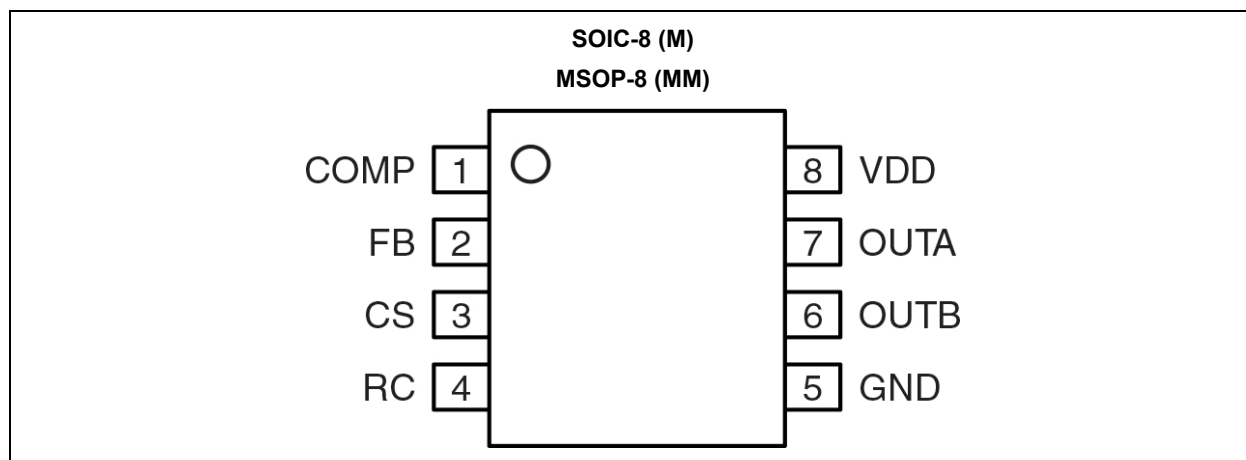 SOIC-8 (M)
MSOP-8 (MM)
COMP 1 8 VDD
FB 2 7 OUTA
CS 3 6 OUTB
RC 4 5 GND